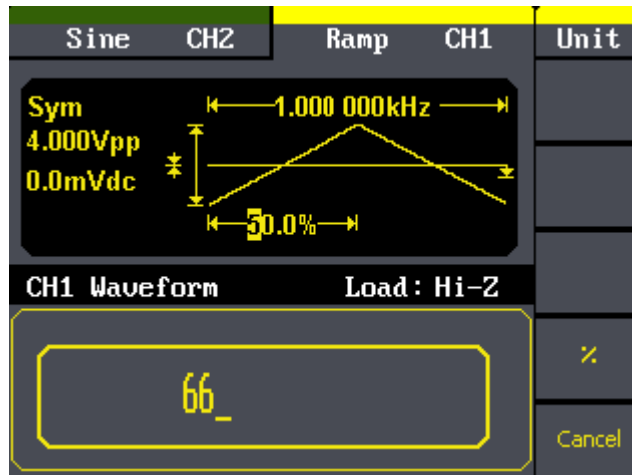 Sine CH2 Ramp CH1 Unit
Sym 1.000 000kHz
4.000Vpp
0.0mVdc
50.0%
CH1 Waveform Load: Hi-Z
66_
%
Cancel